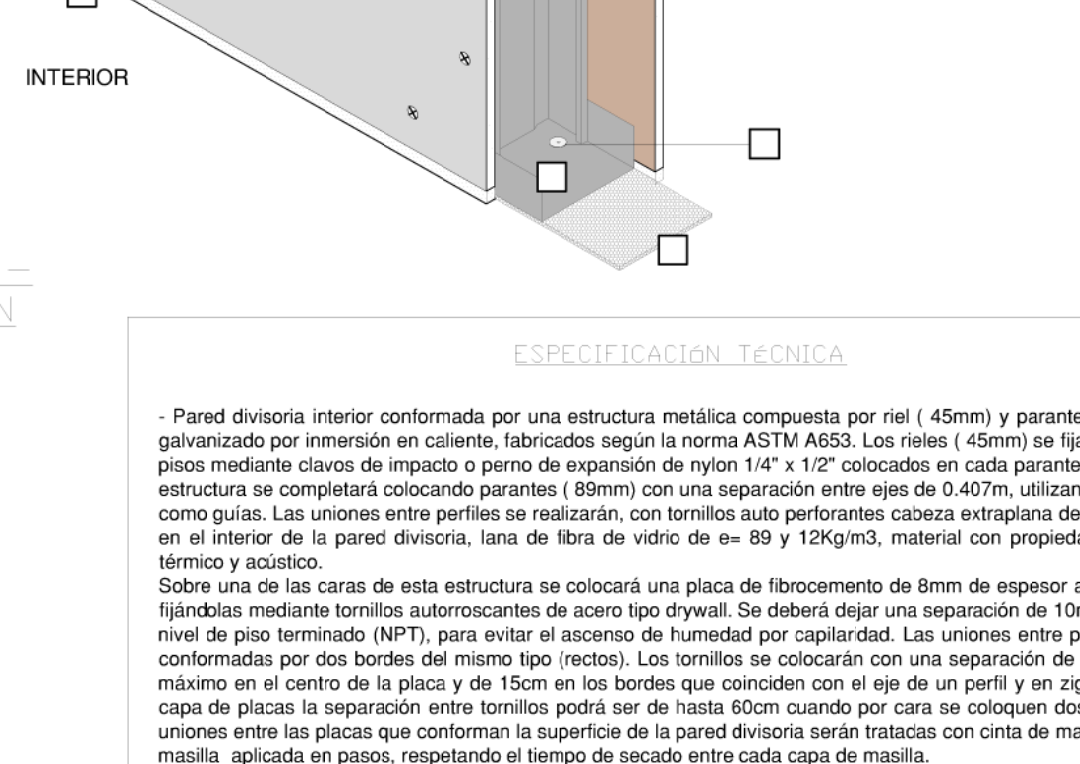 INTERIOR
N
ESPECIFICACIóN TéCNICA
- Pared divisoria interior conformada por una estructura metálica compuesta por riel ( 45mm) y parante
galvanizado por inmersión en caliente, fabricados según la norma ASTM A653. Los rieles ( 45mm) se fija
pisos mediante clavos de impacto o perno de expansión de nylon 1/4" x 1/2" colocados en cada parante
estructura se completará colocando parantes ( 89mm) con una separación entre ejes de 0.407m, utilizan
como guías. Las uniones entre perfiles se realizarán, con tornillos auto perforantes cabeza extraplana de
en el interior de la pared divisoria, lana de fibra de vidrio de e= 89 y 12Kg/m3, material con propieda
térmico y acústico.
Sobre una de las caras de esta estructura se colocará una placa de fibrocemento de 8mm de espesor a
fijándolas mediante tornillos autorroscantes de acero tipo drywall. Se deberá dejar una separación de 10m
nivel de piso terminado (NPT), para evitar el ascenso de humedad por capilaridad. Las uniones entre p
conformadas por dos bordes del mismo tipo (rectos). Los tornillos se colocarán con una separación de
máximo en el centro de la placa y de 15cm en los bordes que coinciden con el eje de un perfil y en zig
capa de placas la separación entre tornillos podrá ser de hasta 60cm cuando por cara se coloquen dos
uniones entre las placas que conforman la superficie de la pared divisoria serán tratadas con cinta de ma
masilla aplicada en pasos, respetando el tiempo de secado entre cada capa de masilla.